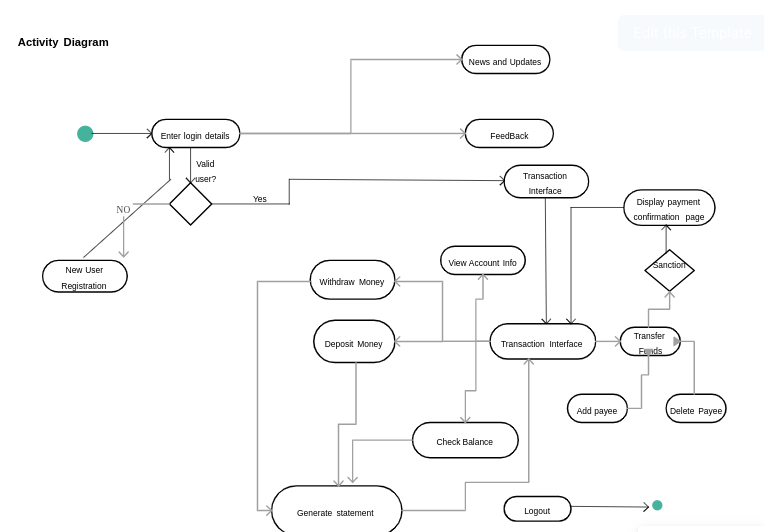 Edit this Template
Activity Diagram
News and Updates
Enter login details
FeedBack
Valid
user?
Transaction
Interface
Yes
NO
Display payment
confirmation page
New User
Registration
View Account Info
Sanction
Withdraw Money
Deposit Money
Transaction Interface
Transfer
Funds
Add payee
Delete Payee
Check Balance
Generate statement
Logout